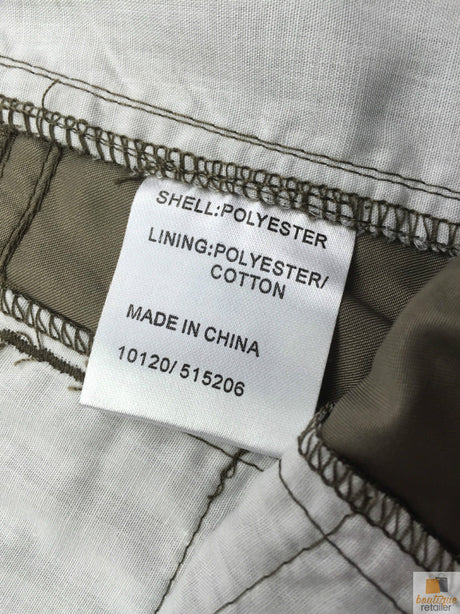 SHELL:POLYESTER
LINING:POLYESTER/
COTTON
MADE IN CHINA
10120/ 515206
boutique
retailer